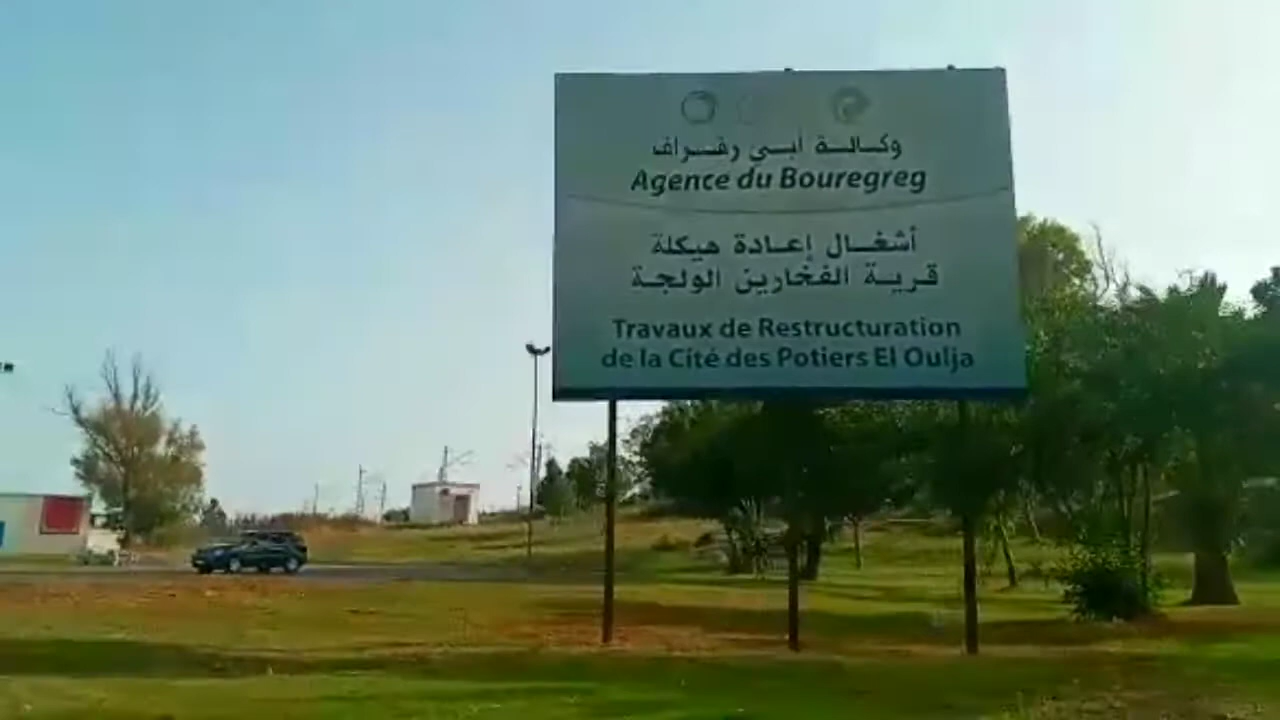 وكالة أبي رقراق
Agence du Bouregreg
أشغال إعادة هيكلة
قرية الفخارين الولجة
Travaux de Restructuration
de la Cité des Potiers El Oulja